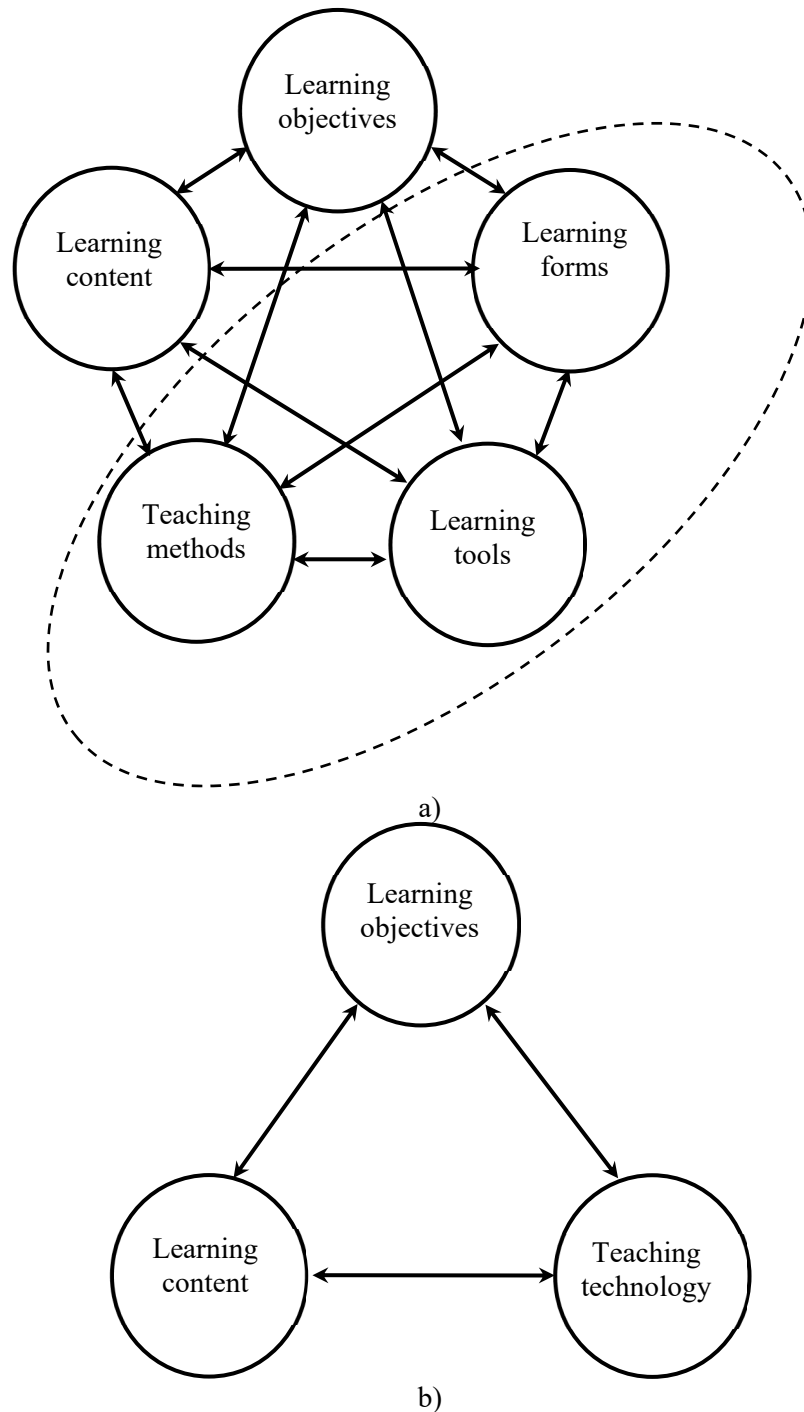 Learning
objectives
Learning
content
Learning
forms
Teaching
methods
Learning
tools
a)
Learning
objectives
Learning
content
Teaching
technology
b)